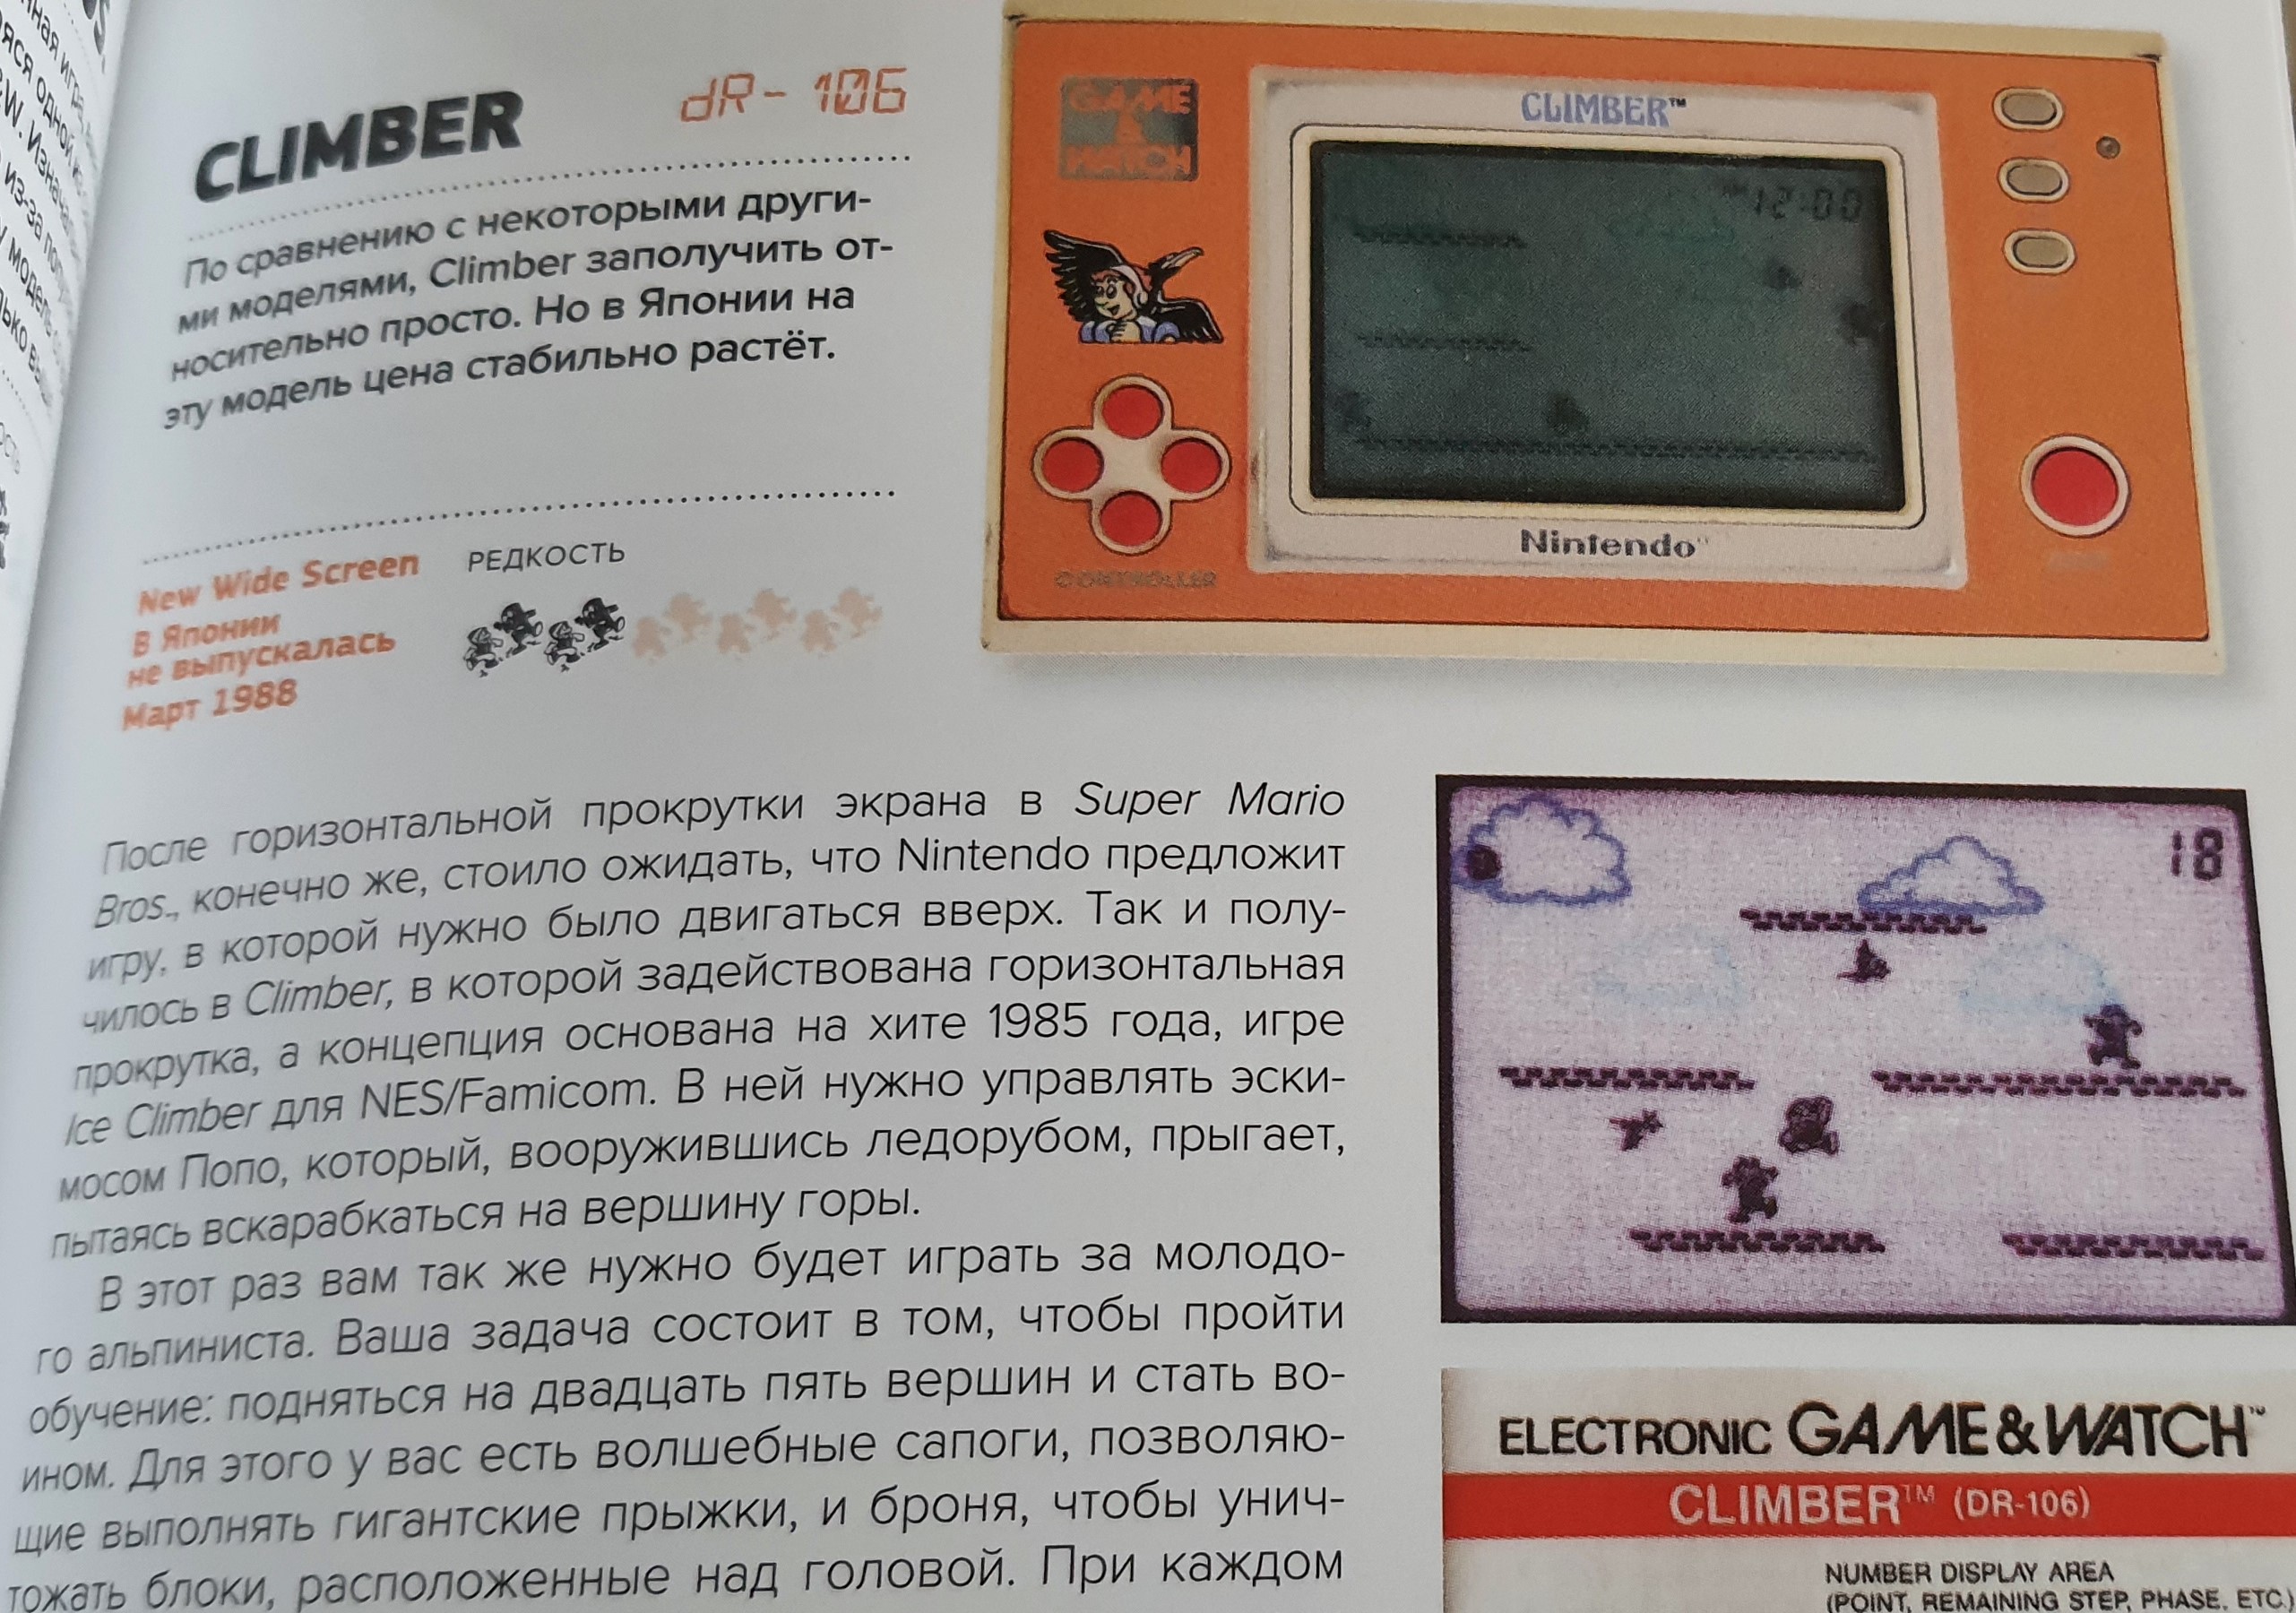 CLIMBER
dR-106
По сравнению с некоторыми други-
ми моделями, Climber заполучить от-
носительно просто. Но в Японии на
эту модель цена стабильно растёт.
New Wide Screen
В Японии
не выпускалась
Март 1988
РЕДКОСТЬ
После горизонтальной прокрутки экрана в Super Mario
Bros., конечно же, стоило ожидать, что Nintendo предложит
игру, в которой нужно было двигаться вверх. Так и полу-
чилось в Climber, в которой задействована горизонтальная
прокрутка, а концепция основана на хите 1985 года, игре
Ice Climber для NES/Famicom. В ней нужно управлять эски-
мосом Попо, который, вооружившись ледорубом, прыгает,
пытаясь вскарабкаться на вершину горы.
В этот раз вам так же нужно будет играть за молодо-
го альпиниста. Ваша задача состоит в том, чтобы пройти
обучение: подняться на двадцать пять вершин и стать во-
ином. Для этого у вас есть волшебные сапоги, позволяю-
щие выполнять гигантские прыжки, и броня, чтобы унич-
тожать блоки, расположенные над головой. При каждом
GAME & WATCH
CLIMBER™
12:00
Nintendo
CONTROLLER
18
ELECTRONIC GAME & WATCH™
CLIMBER™ (DR-106)
NUMBER DISPLAY AREA
(POINT, REMAINING STEP, PHASE, ETC.)